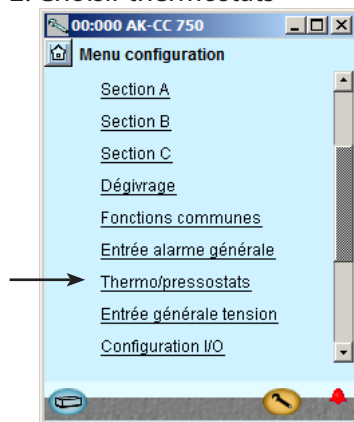 00:000 AK-CC 750
Menu configuration
Section A
Section B
Section C
Dégivrage
Fonctions communes
Entrée alarme générale
Thermo/pressostats
Entrée générale tension
Configuration I/O